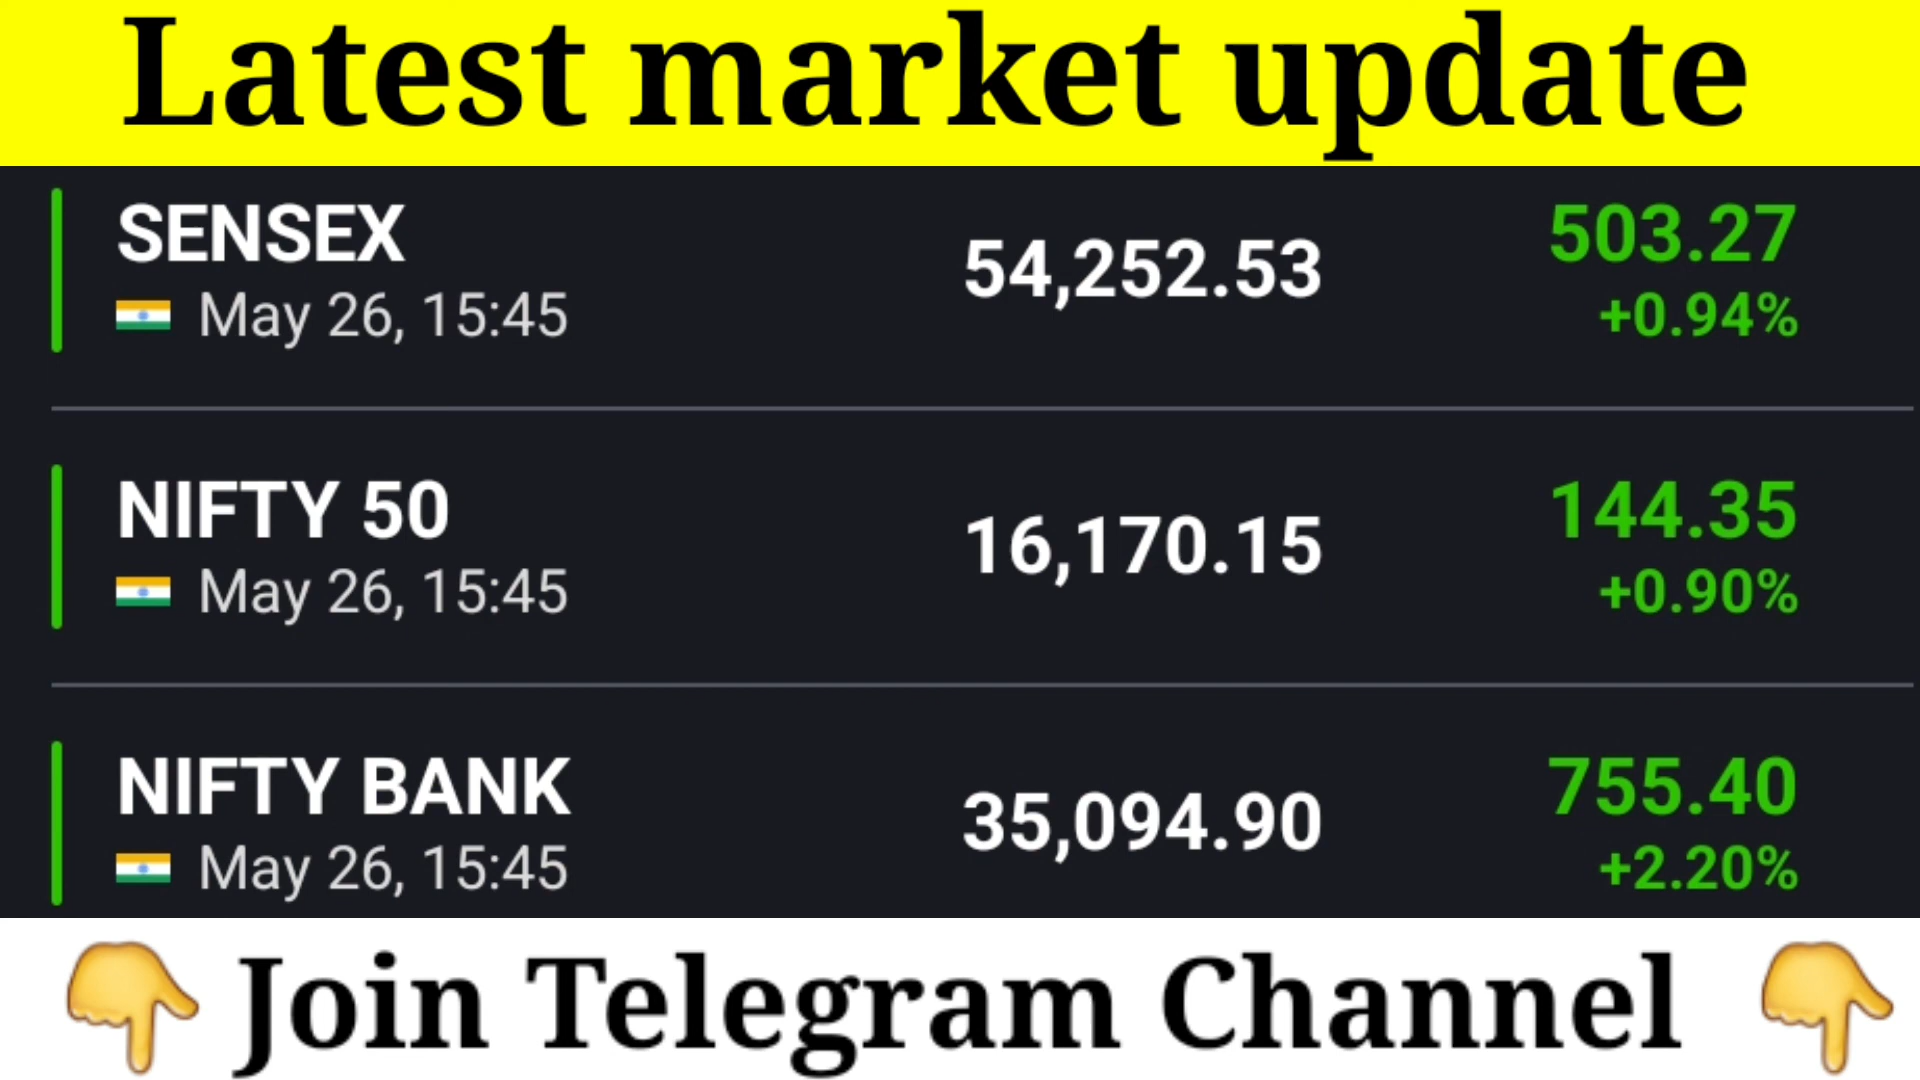 Latest market update
SENSEX
May 26, 15:45
54,252.53
503.27
+0.94%
NIFTY 50
May 26, 15:45
16,170.15
144.35
+0.90%
NIFTY BANK
May 26, 15:45
35,094.90
755.40
+2.20%
👇 Join Telegram Channel 👇